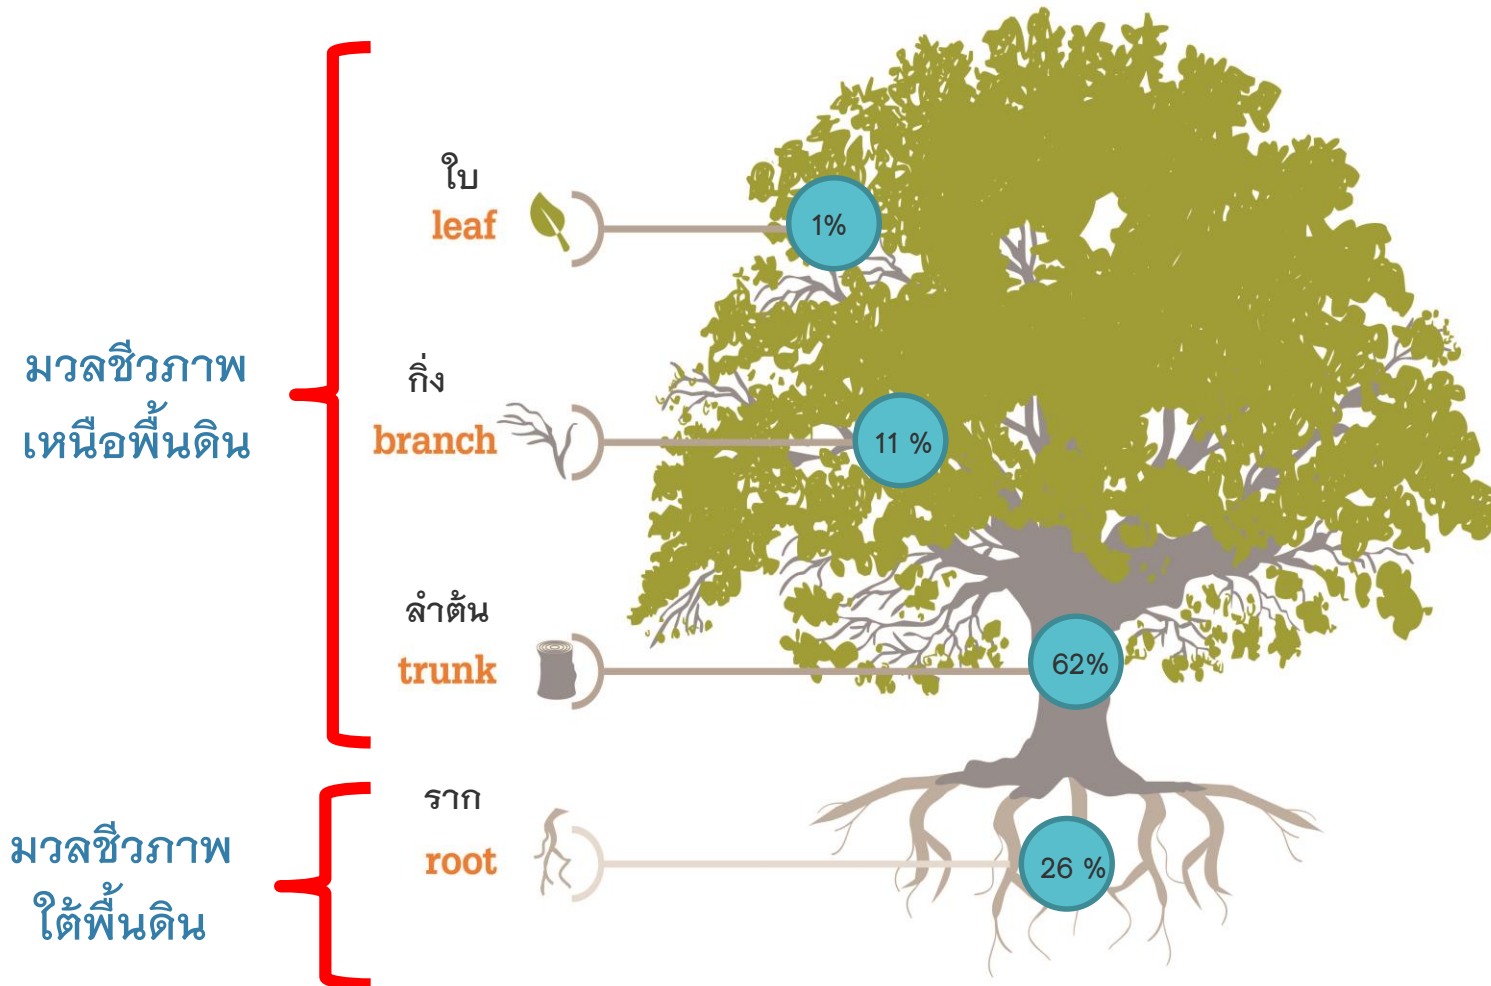 ใบ
leaf
1%
มวลชีวภาพ
เหนือพื้นดิน
กิ่ง
branch
11 %
ลำต้น
trunk
62%
มวลชีวภาพ
ใต้พื้นดิน
ราก
root
26 %